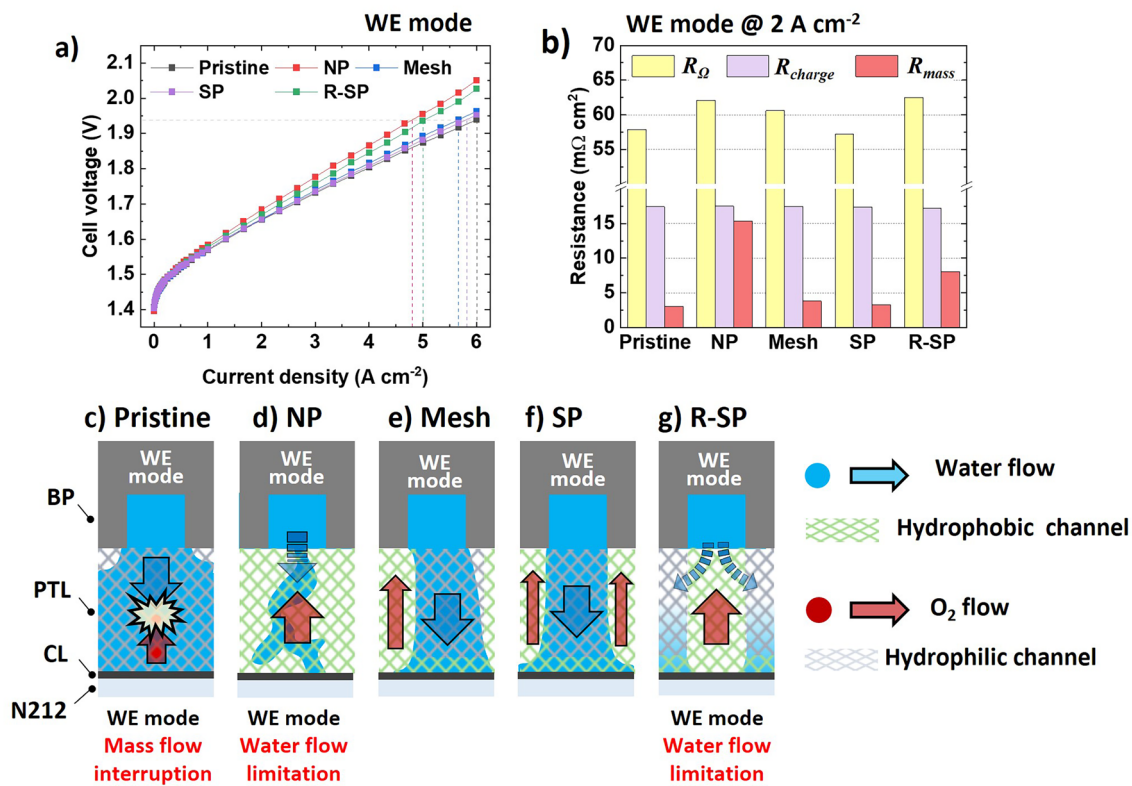 WE mode
a)
Pristine NP Mesh
SP R-SP
Cell voltage (V)
2.1
2.0
1.9
1.8
1.7
1.6
1.5
1.4
0 1 2 3 4 5 6
Current density (A cm-2)
WE mode @ 2 A cm-2
b)
RΩ Rcharge Rmass
Resistance (mΩ cm2)
70
65
60
55
15
10
5
0
Pristine NP Mesh SP R-SP
c) Pristine
d) NP
e) Mesh
f) SP
g) R-SP
WE
mode
WE
mode
WE
mode
WE
mode
WE
mode
BP
PTL
CL
N212
Water flow
Hydrophobic channel
O2 flow
Hydrophilic channel
WE mode
Mass flow
interruption
WE mode
Water flow
limitation
WE mode
Water flow
limitation